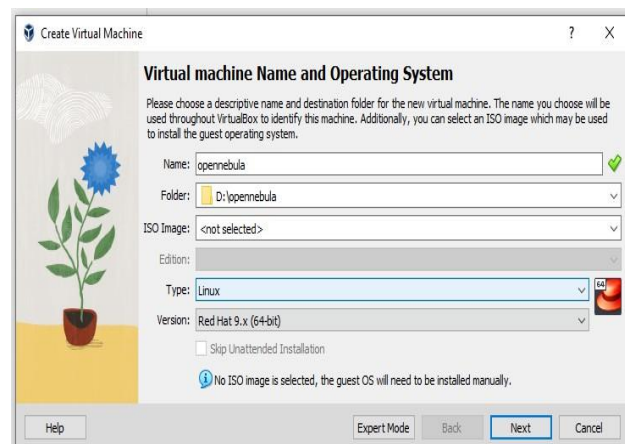 Create Virtual Machine
?
X
Virtual machine Name and Operating System
Please choose a descriptive name and destination folder for the new virtual machine. The name you choose will be
used throughout VirtualBox to identify this machine. Additionally, you can select an ISO image which may be used
to install the guest operating system.
Name: opennebula
Folder: D:\opennebula
ISO Image: <not selected>
Edition:
Type: Linux
64
Version: Red Hat 9.x (64-bit)
Skip Unattended Installation
No ISO image is selected, the guest OS will need to be installed manually.
Help Expert Mode Back Next Cancel